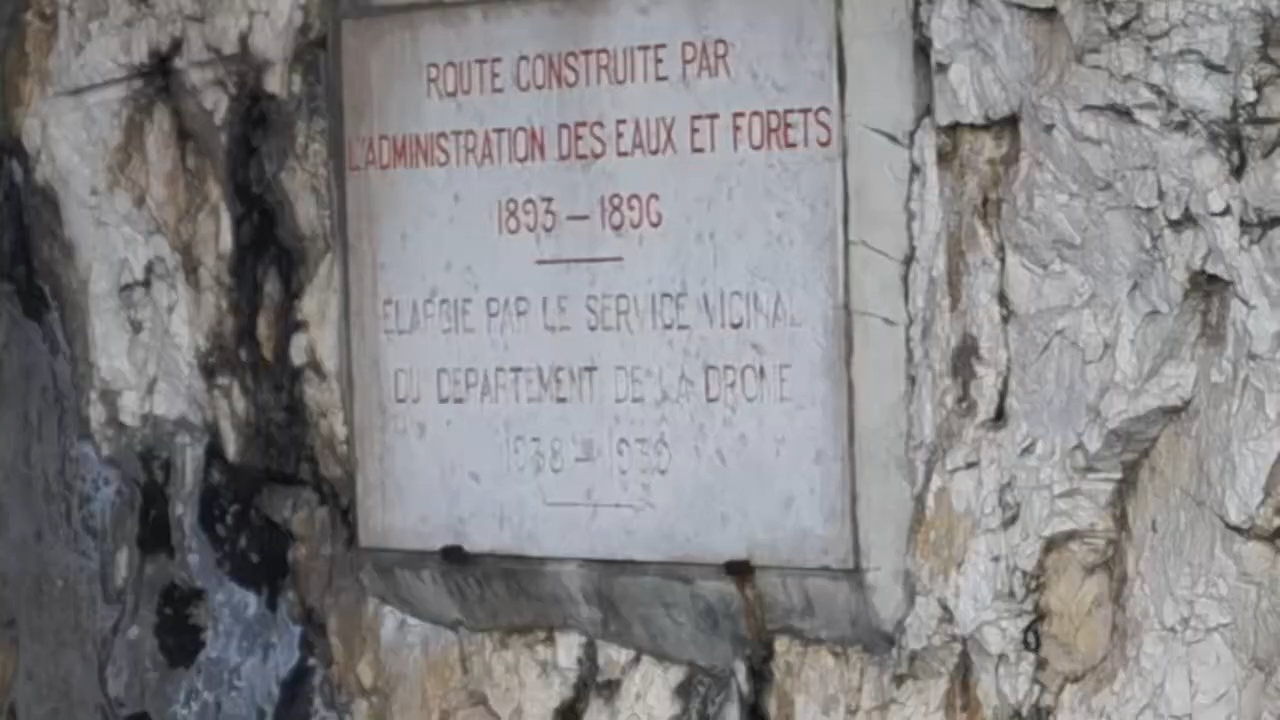 ROUTE CONSTRUITE PAR
L'ADMINISTRATION DES EAUX ET FORETS
1893 – 1896
ELARGIE PAR LE SERVICE VICINAL
DU DEPARTEMENT DE LA DROME
1938 –